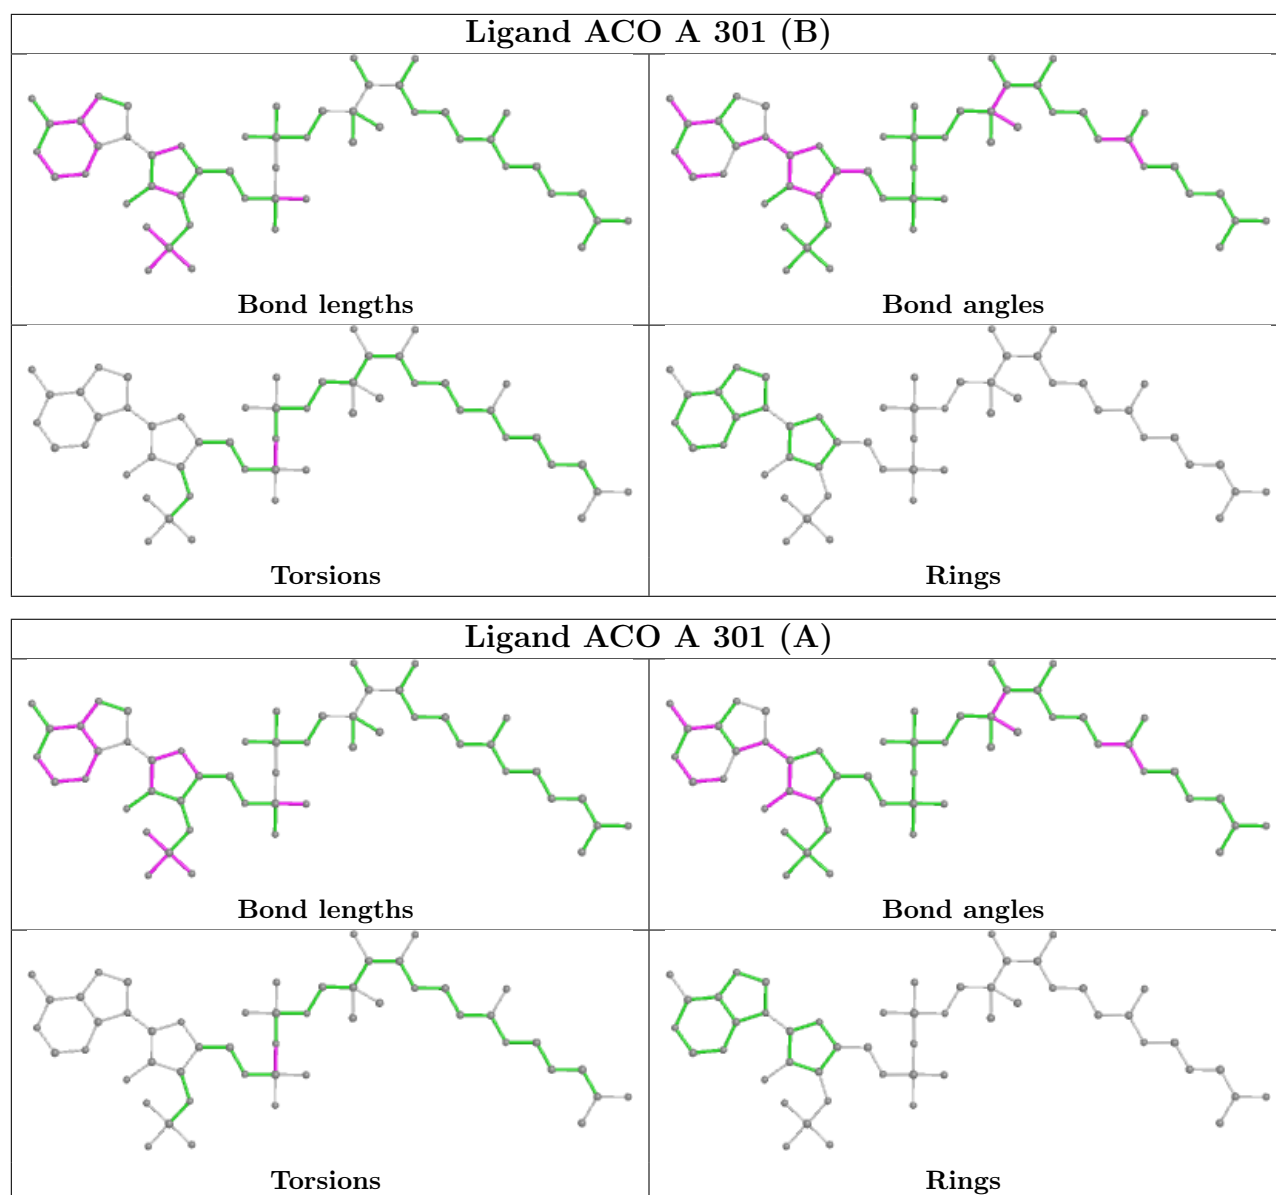 Ligand ACO A 301 (B)
Bond lengths
Bond angles
Torsions
Rings
Ligand ACO A 301 (A)
Bond lengths
Bond angles
Torsions
Rings